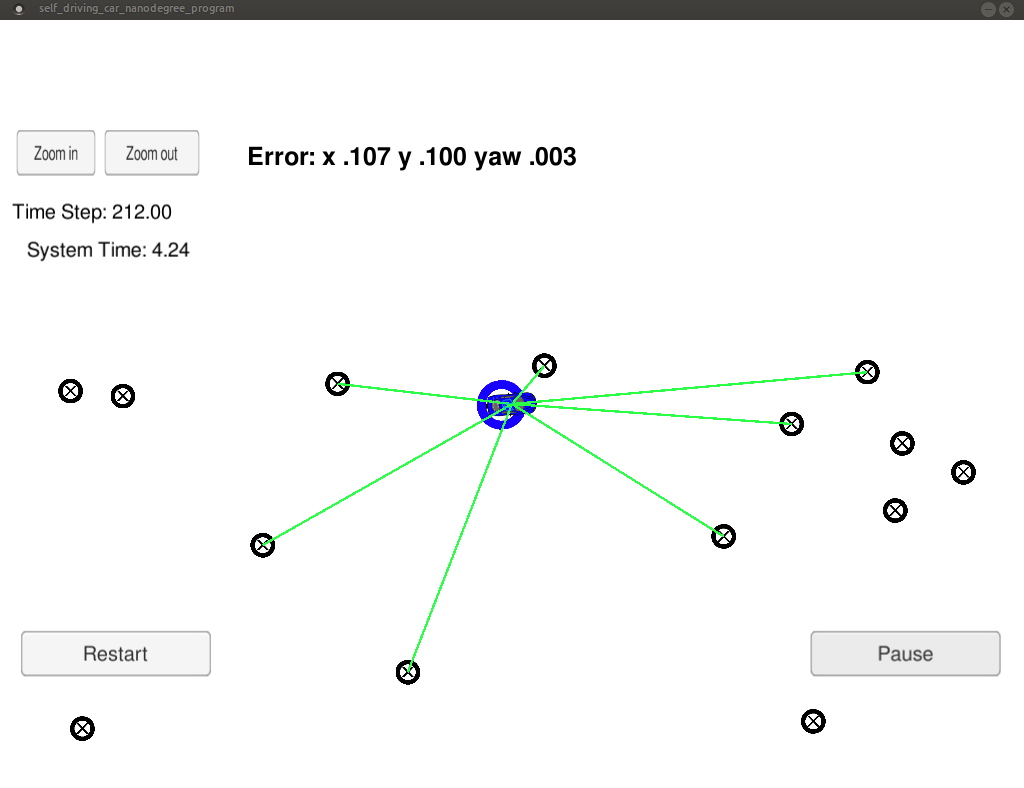 self_driving_car_nanodegree_program
Zoom in Zoom out
Error: x .107 y .100 yaw .003
Time Step: 212.00
System Time: 4.24
Restart
Pause